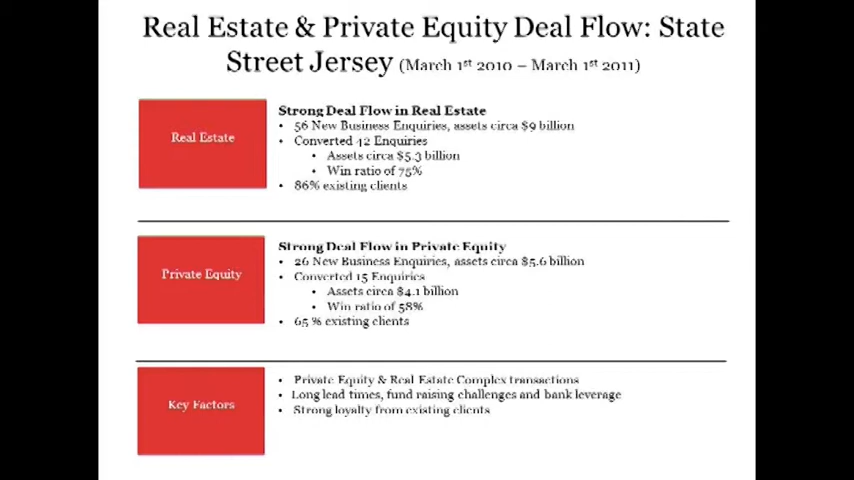 Real Estate & Private Equity Deal Flow: State
Street Jersey (March 1st 2010 – March 1st 2011)
Real Estate
Strong Deal Flow in Real Estate
• 56 New Business Enquiries, assets circa $9 billion
• Converted 42 Enquiries
• Assets circa $5.3 billion
• Win ratio of 75%
• 86% existing clients
Private Equity
Strong Deal Flow in Private Equity
• 26 New Business Enquiries, assets circa $5.6 billion
• Converted 15 Enquiries
• Assets circa $4.1 billion
• Win ratio of 58%
• 65 % existing clients
Key Factors
• Private Equity & Real Estate Complex transactions
• Long lead times, fund raising challenges and bank leverage
• Strong loyalty from existing clients